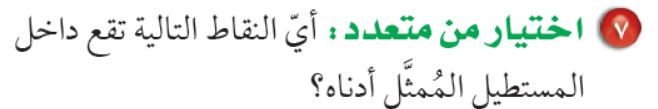 ٧ اختيار من متعدد : أيّ النقاط التالية تقع داخل
المستطيل المُمثَّل أدناه؟